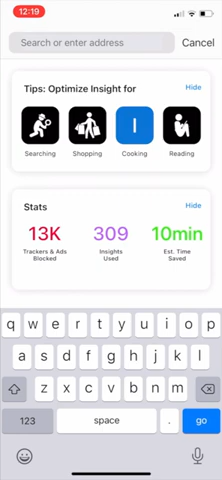 12:19
Search or enter address Cancel
Tips: Optimize Insight for Hide
I
Searching Shopping Cooking Reading
Stats Hide
13K 309 10min
Trackers & Ads Insights Est. Time
Blocked Used Saved
q w e r t y u i o p
a s d f g h j k l
z x c v b n m
123 space . go